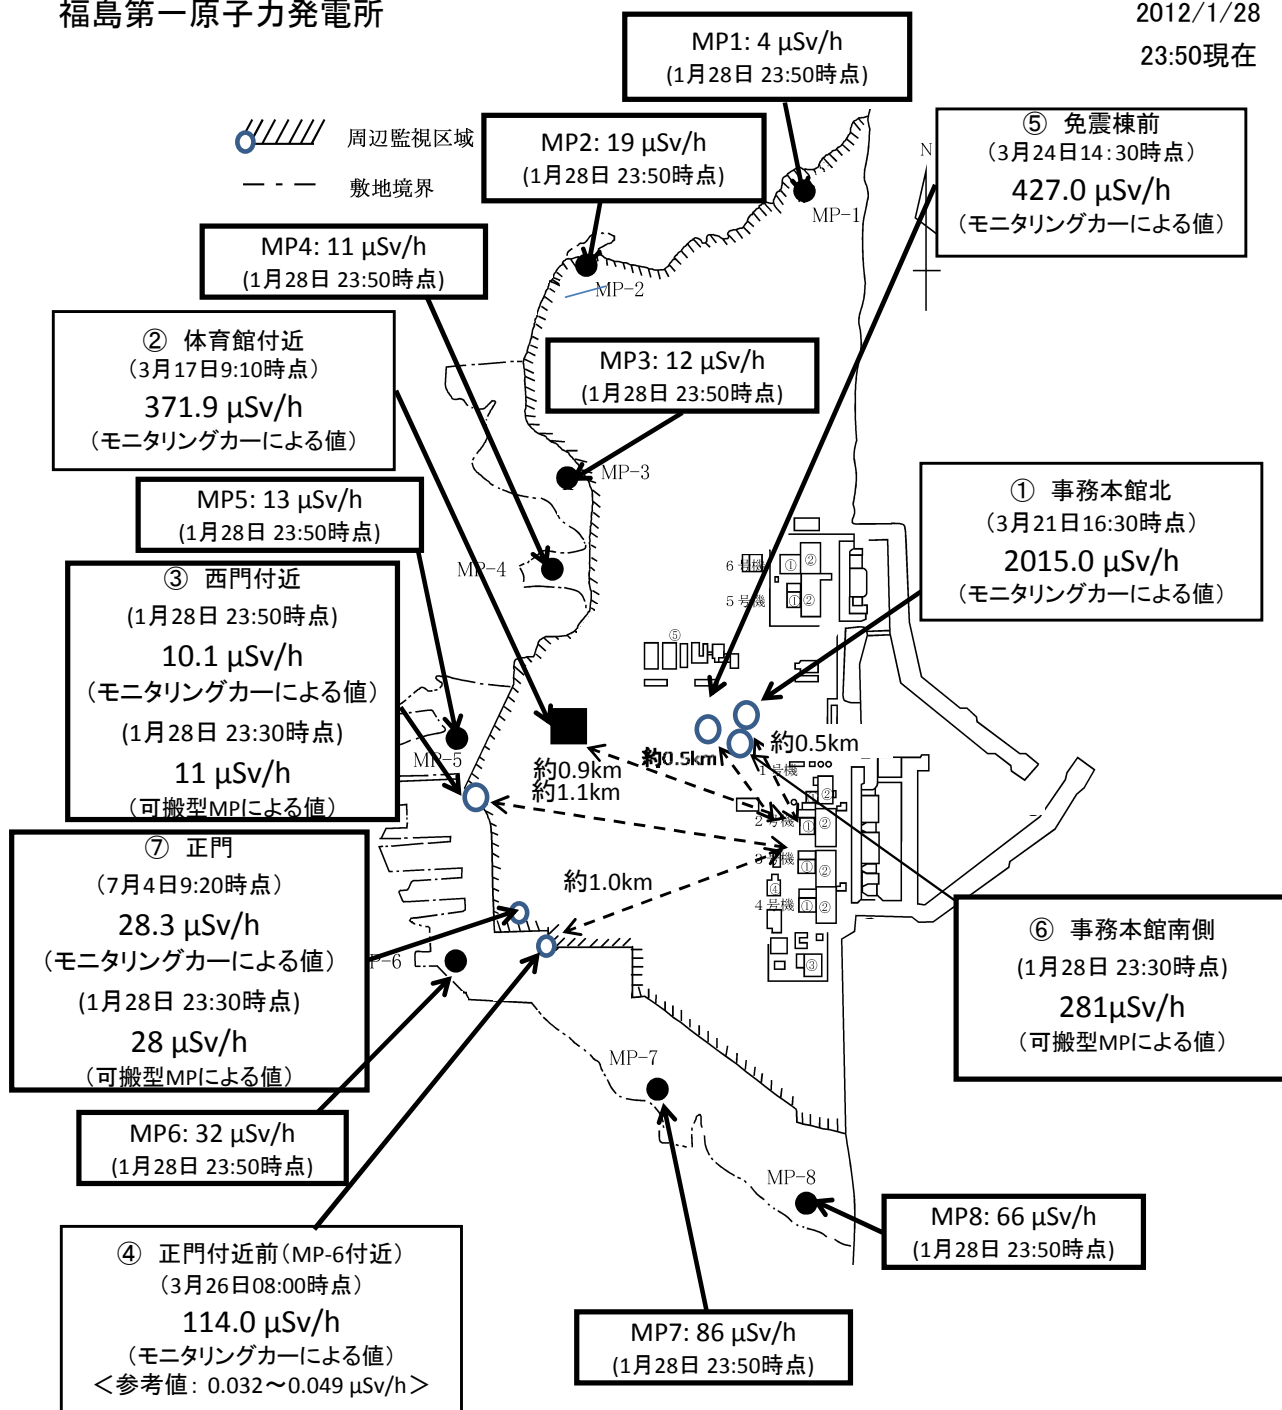 福島第一原子力発電所
2012/1/28
23:50現在
MP1: 4 μSv/h
(1月28日 23:50時点)
周辺監視区域
敷地境界
MP2: 19 μSv/h
(1月28日 23:50時点)
⑤ 免震棟前
(3月24日14:30時点)
427.0 μSv/h
(モニタリングカーによる値)
N
MP-1
MP4: 11 μSv/h
(1月28日 23:50時点)
MP-2
② 体育館付近
(3月17日9:10時点)
371.9 μSv/h
(モニタリングカーによる値)
MP3: 12 μSv/h
(1月28日 23:50時点)
MP-3
MP5: 13 μSv/h
(1月28日 23:50時点)
① 事務本館北
(3月21日16:30時点)
2015.0 μSv/h
(モニタリングカーによる値)
MP-4
③ 西門付近
(1月28日 23:50時点)
10.1 μSv/h
(モニタリングカーによる値)
(1月28日 23:30時点)
11 μSv/h
(可搬型MPによる値)
6号機
① ②
5号機
① ②
⑤
MP-5
約0.9km
約1.1km
約0.5km
約0.5km
1号機
②
2号機
① ②
3号機
① ②
④
4号機
① ②
③
約1.0km
⑦ 正門
(7月4日9:20時点)
28.3 μSv/h
(モニタリングカーによる値)
(1月28日 23:30時点)
28 μSv/h
(可搬型MPによる値)
P-6
⑥ 事務本館南側
(1月28日 23:30時点)
281μSv/h
(可搬型MPによる値)
MP-7
MP6: 32 μSv/h
(1月28日 23:50時点)
MP-8
MP8: 66 μSv/h
(1月28日 23:50時点)
④ 正門付近前(MP-6付近)
(3月26日08:00時点)
114.0 μSv/h
(モニタリングカーによる値)
<参考値: 0.032~0.049 μSv/h>
MP7: 86 μSv/h
(1月28日 23:50時点)